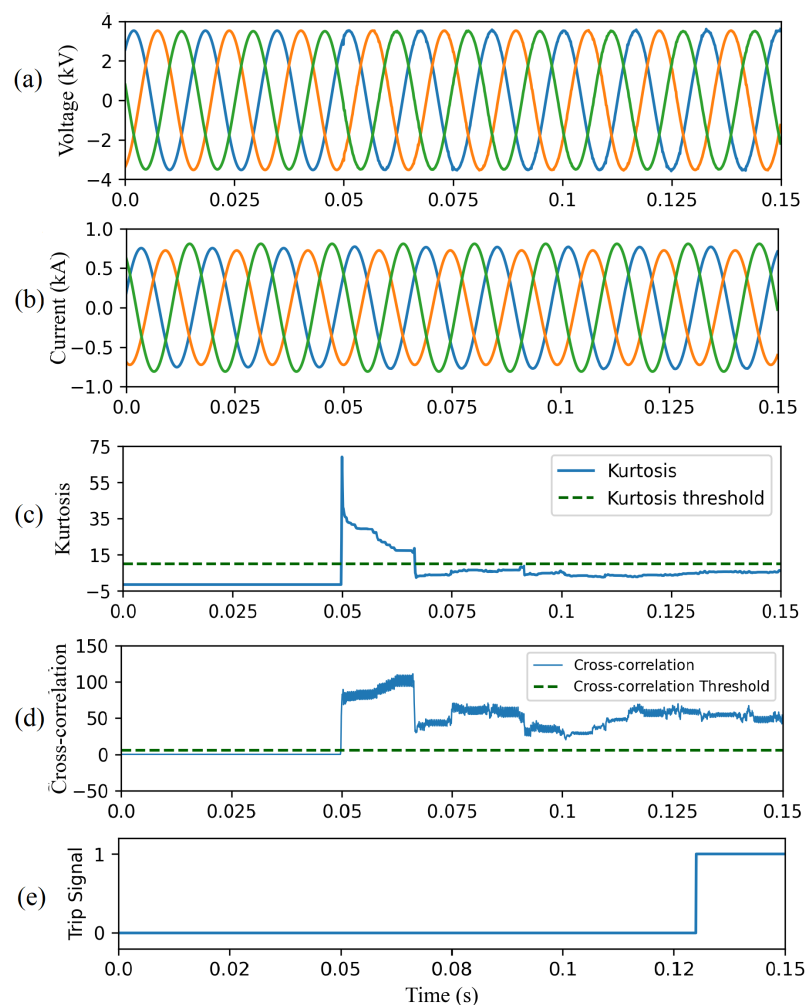 (a)
Voltage (kV)
4
2
0
−2
−4
0.0 0.025 0.05 0.075 0.1 0.125 0.15
(b)
Current (kA)
1.0
0.5
0.0
−0.5
−1.0
0.0 0.025 0.05 0.075 0.1 0.125 0.15
(c)
Kurtosis
75
55
35
15
−5
Kurtosis
Kurtosis threshold
0.0 0.025 0.05 0.075 0.1 0.125 0.15
(d)
Cross-correlation
150
100
50
0
−50
Cross-correlation
Cross-correlation Threshold
0.0 0.025 0.05 0.075 0.1 0.125 0.15
(e)
Trip Signal
1
0
0.0 0.02 0.05 0.08 0.1 0.12 0.15
Time (s)